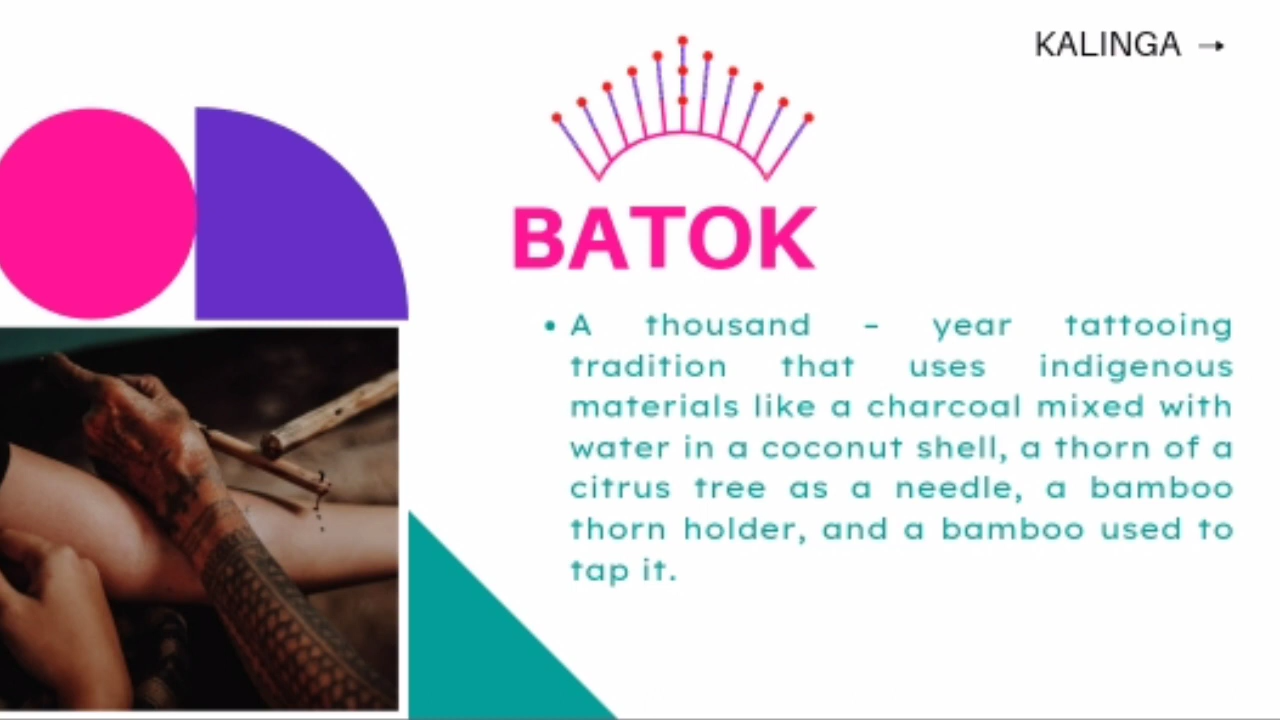 KALINGA →
BATOK
• A thousand – year tattooing
tradition that uses indigenous
materials like a charcoal mixed with
water in a coconut shell, a thorn of a
citrus tree as a needle, a bamboo
thorn holder, and a bamboo used to
tap it.